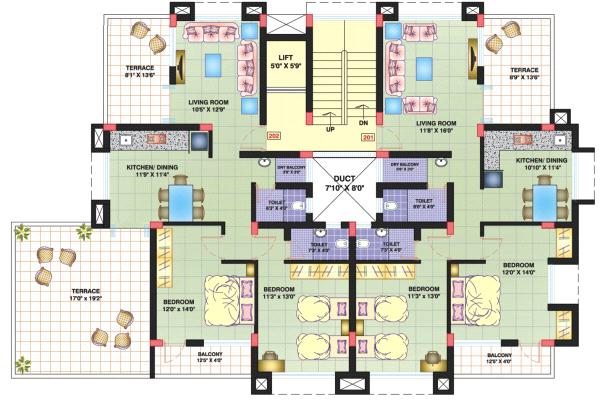 TERRACE
8'1" X 13'6"
LIVING ROOM
10'5" X 12'9"
LIFT
5'0" X 5'9"
UP
DN
202
201
LIVING ROOM
11'8" X 16'0"
TERRACE
8'9" X 13'6"
KITCHEN/ DINING
11'9" X 11'4"
DRY BALCONY
DUCT
7'10" X 8'0"
DRY BALCONY
KITCHEN/ DINING
10'10" X 11'4"
TOILET
TOILET
TOILET
TOILET
TERRACE
17'0" x 19'2"
BEDROOM
12'0" x 14'0"
BEDROOM
11'3" x 13'0"
BEDROOM
11'3" x 13'0"
BEDROOM
12'0" X 14'0"
BALCONY
12'5" X 4'0"
BALCONY
12'6" X 4'0"